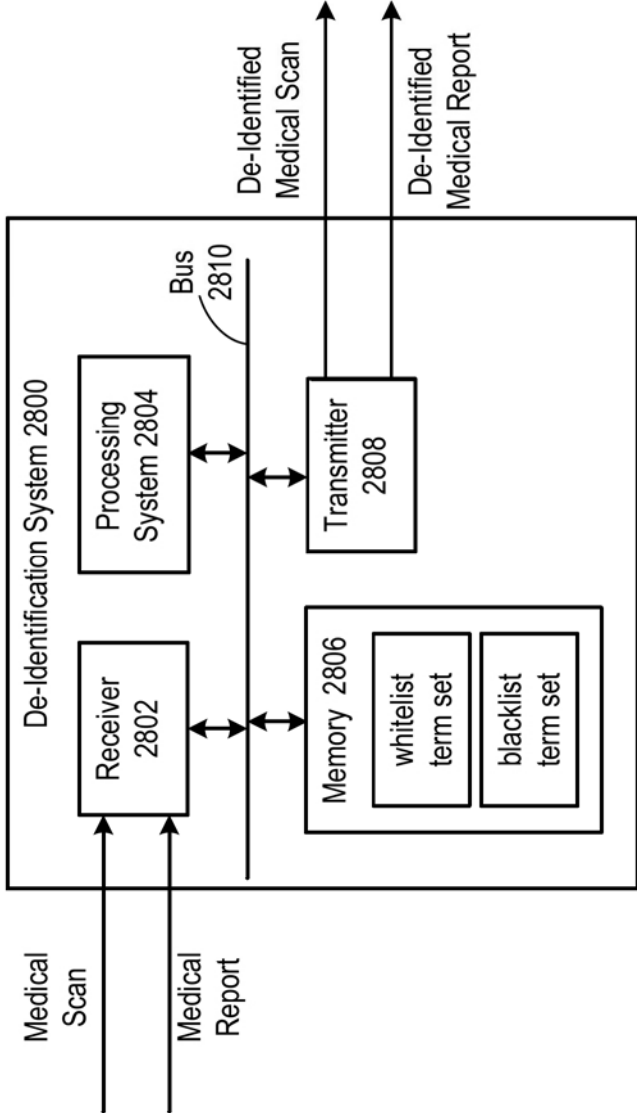 De-Identification System 2800
Medical
Scan
Medical
Report
Receiver
2802
Processing
System 2804
Bus
2810
Memory 2806
whitelist
term set
blacklist
term set
Transmitter
2808
De-Identified
Medical Scan
De-Identified
Medical Report